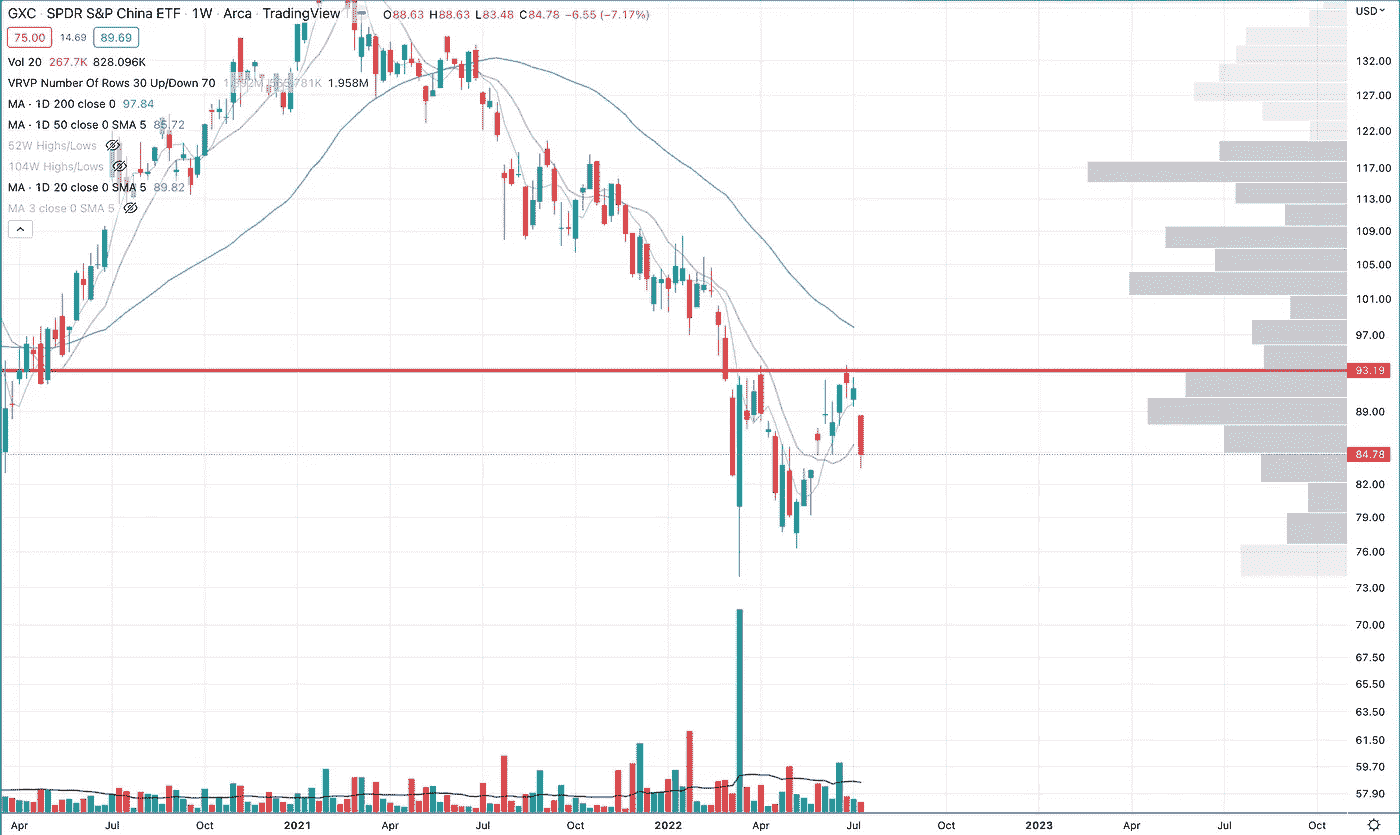 GXC · SPDR S&P China ETF · 1W · Arca · TradingView O88.63 H88.63 L83.48 C84.78 −6.55 (−7.17%)
75.00 14.69 89.69
Vol 20 267.7K 828.096K
VRVP Number Of Rows 30 Up/Down 70 1.958M
MA · 1D 200 close 0 97.84
MA · 1D 50 close 0 SMA 5 85.72
52W Highs/Lows
104W Highs/Lows
MA · 1D 20 close 0 SMA 5 89.82
MA 3 close 0 SMA 5
USD
132.00
127.00
122.00
117.00
113.00
109.00
105.00
101.00
97.00
93.19
89.00
84.78
82.00
79.00
76.00
73.00
70.00
67.50
65.50
63.50
61.50
59.70
57.90
Apr Jul Oct 2021 Apr Jul Oct 2022 Apr Jul Oct 2023 Apr Jul Oct